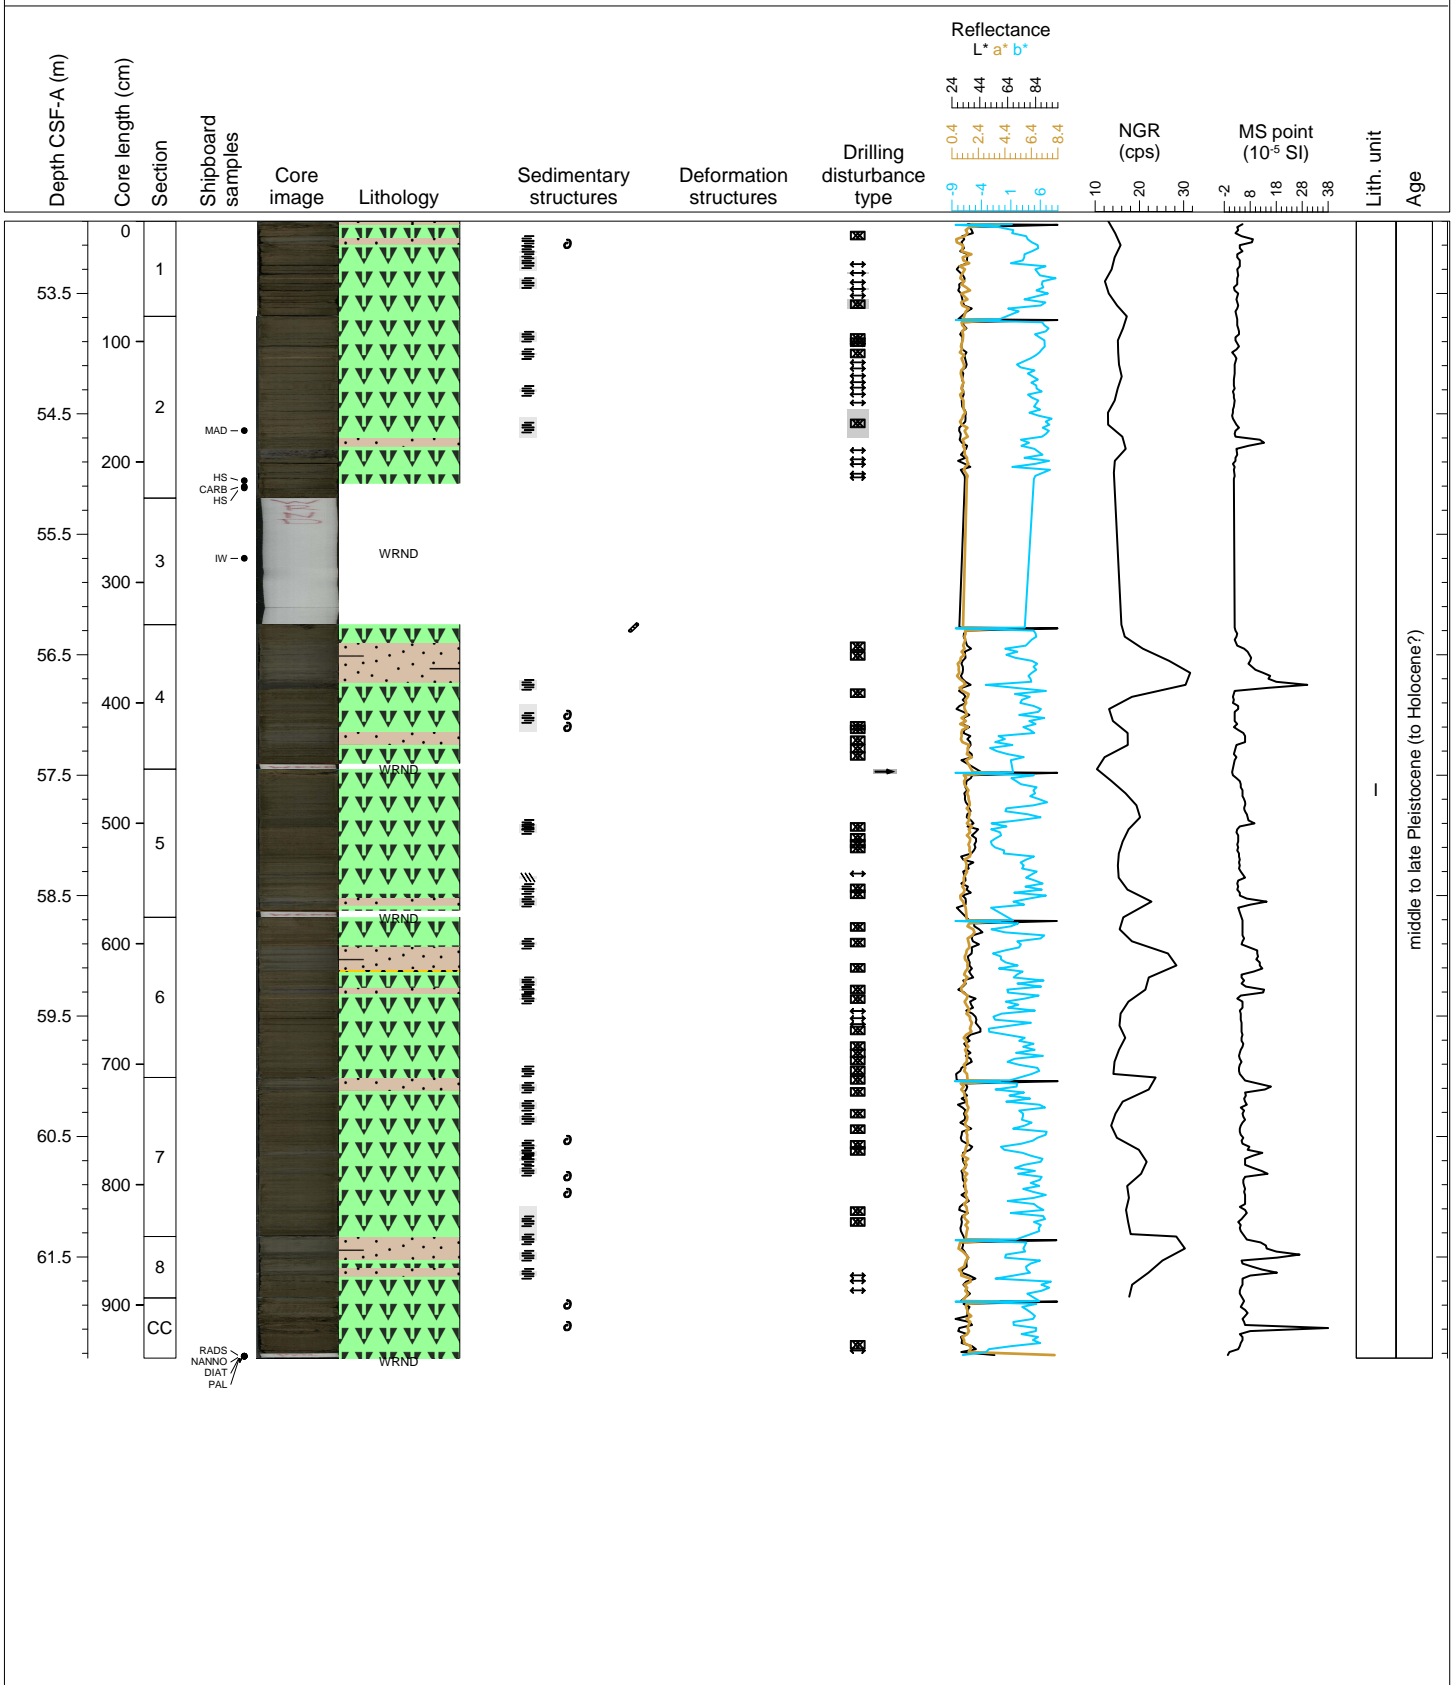 Depth CSF-A (m)
Core length (cm)
Section
Shipboard
samples
Core
image
Lithology
Sedimentary
structures
Deformation
structures
Drilling
disturbance
type
Reflectance
L* a* b*
24 44 64 84
0.4 2.4 4.4 6.4 8.4
-9 -4 1 6
NGR
(cps)
10 20 30
MS point
(10-5 SI)
-2 8 18 28 38
Lith. unit
Age
0
1
53.5
100
2
54.5
MAD
200
HS
CARB
HS
55.5
3
IW
WRND
300
56.5
4
400
57.5
WRND
I
middle to late Pleistocene (to Holocene?)
500
5
58.5
WRND
600
6
59.5
700
60.5
7
800
61.5
8
900
CC
RADS
NANNO
DIAT
PAL
WRND